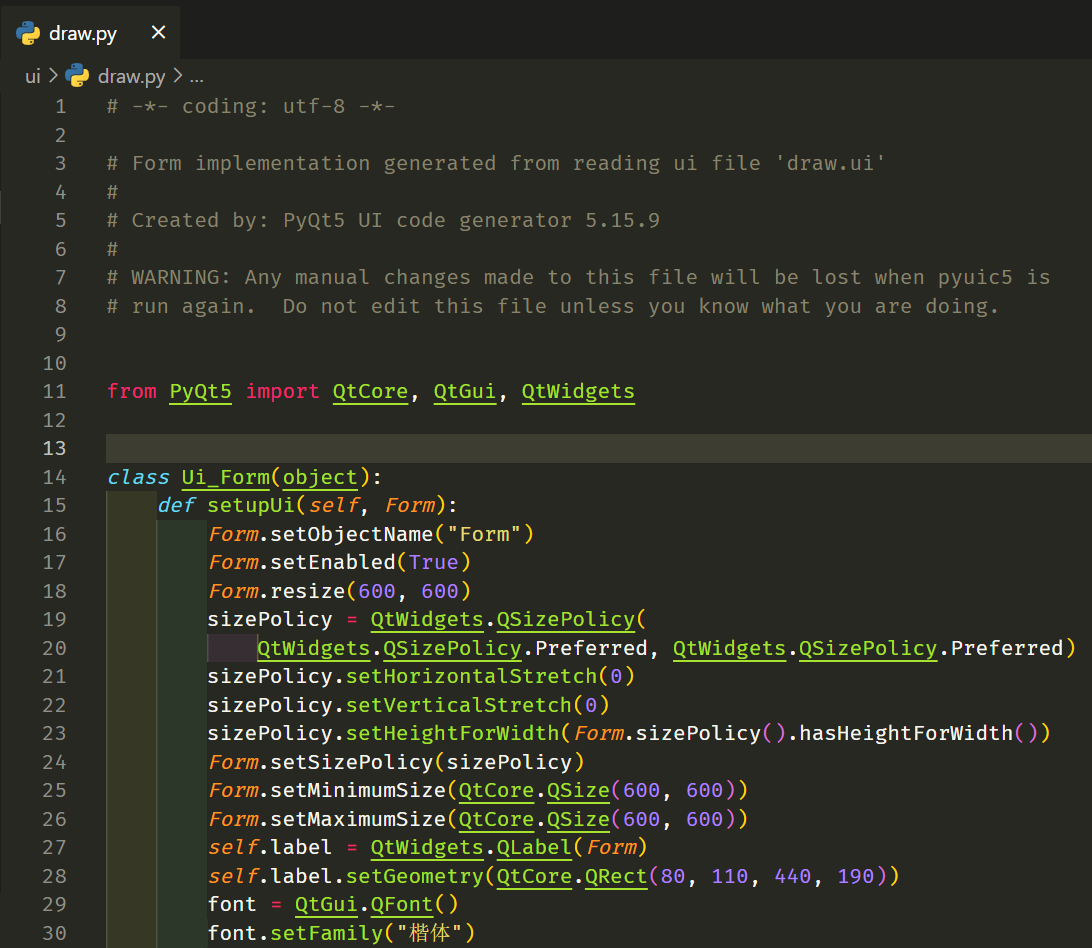 draw.py
ui > draw.py > ...
1 # -*- coding: utf-8 -*-
2
3 # Form implementation generated from reading ui file 'draw.ui'
4 #
5 # Created by: PyQt5 UI code generator 5.15.9
6 #
7 # WARNING: Any manual changes made to this file will be lost when pyuic5 is
8 # run again.  Do not edit this file unless you know what you are doing.
9
10
11 from PyQt5 import QtCore, QtGui, QtWidgets
12
13
14 class Ui_Form(object):
15     def setupUi(self, Form):
16         Form.setObjectName("Form")
17         Form.setEnabled(True)
18         Form.resize(600, 600)
19         sizePolicy = QtWidgets.QSizePolicy(
20             QtWidgets.QSizePolicy.Preferred, QtWidgets.QSizePolicy.Preferred)
21         sizePolicy.setHorizontalStretch(0)
22         sizePolicy.setVerticalStretch(0)
23         sizePolicy.setHeightForWidth(Form.sizePolicy().hasHeightForWidth())
24         Form.setSizePolicy(sizePolicy)
25         Form.setMinimumSize(QtCore.QSize(600, 600))
26         Form.setMaximumSize(QtCore.QSize(600, 600))
27         self.label = QtWidgets.QLabel(Form)
28         self.label.setGeometry(QtCore.QRect(80, 110, 440, 190))
29         font = QtGui.QFont()
30         font.setFamily("楷体")